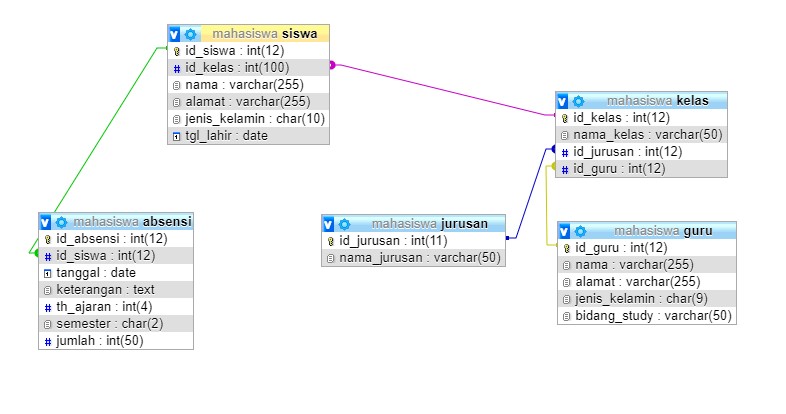 mahasiswa siswa
id_siswa : int(12)
id_kelas : int(100)
nama : varchar(255)
alamat : varchar(255)
jenis_kelamin : char(10)
tgl_lahir : date
mahasiswa kelas
id_kelas : int(12)
nama_kelas : varchar(50)
id_jurusan : int(12)
id_guru : int(12)
mahasiswa absensi
id_absensi : int(12)
id_siswa : int(12)
tanggal : date
keterangan : text
th_ajaran : int(4)
semester : char(2)
jumlah : int(50)
mahasiswa jurusan
id_jurusan : int(11)
nama_jurusan : varchar(50)
mahasiswa guru
id_guru : int(12)
nama : varchar(255)
alamat : varchar(255)
jenis_kelamin : char(9)
bidang_study : varchar(50)